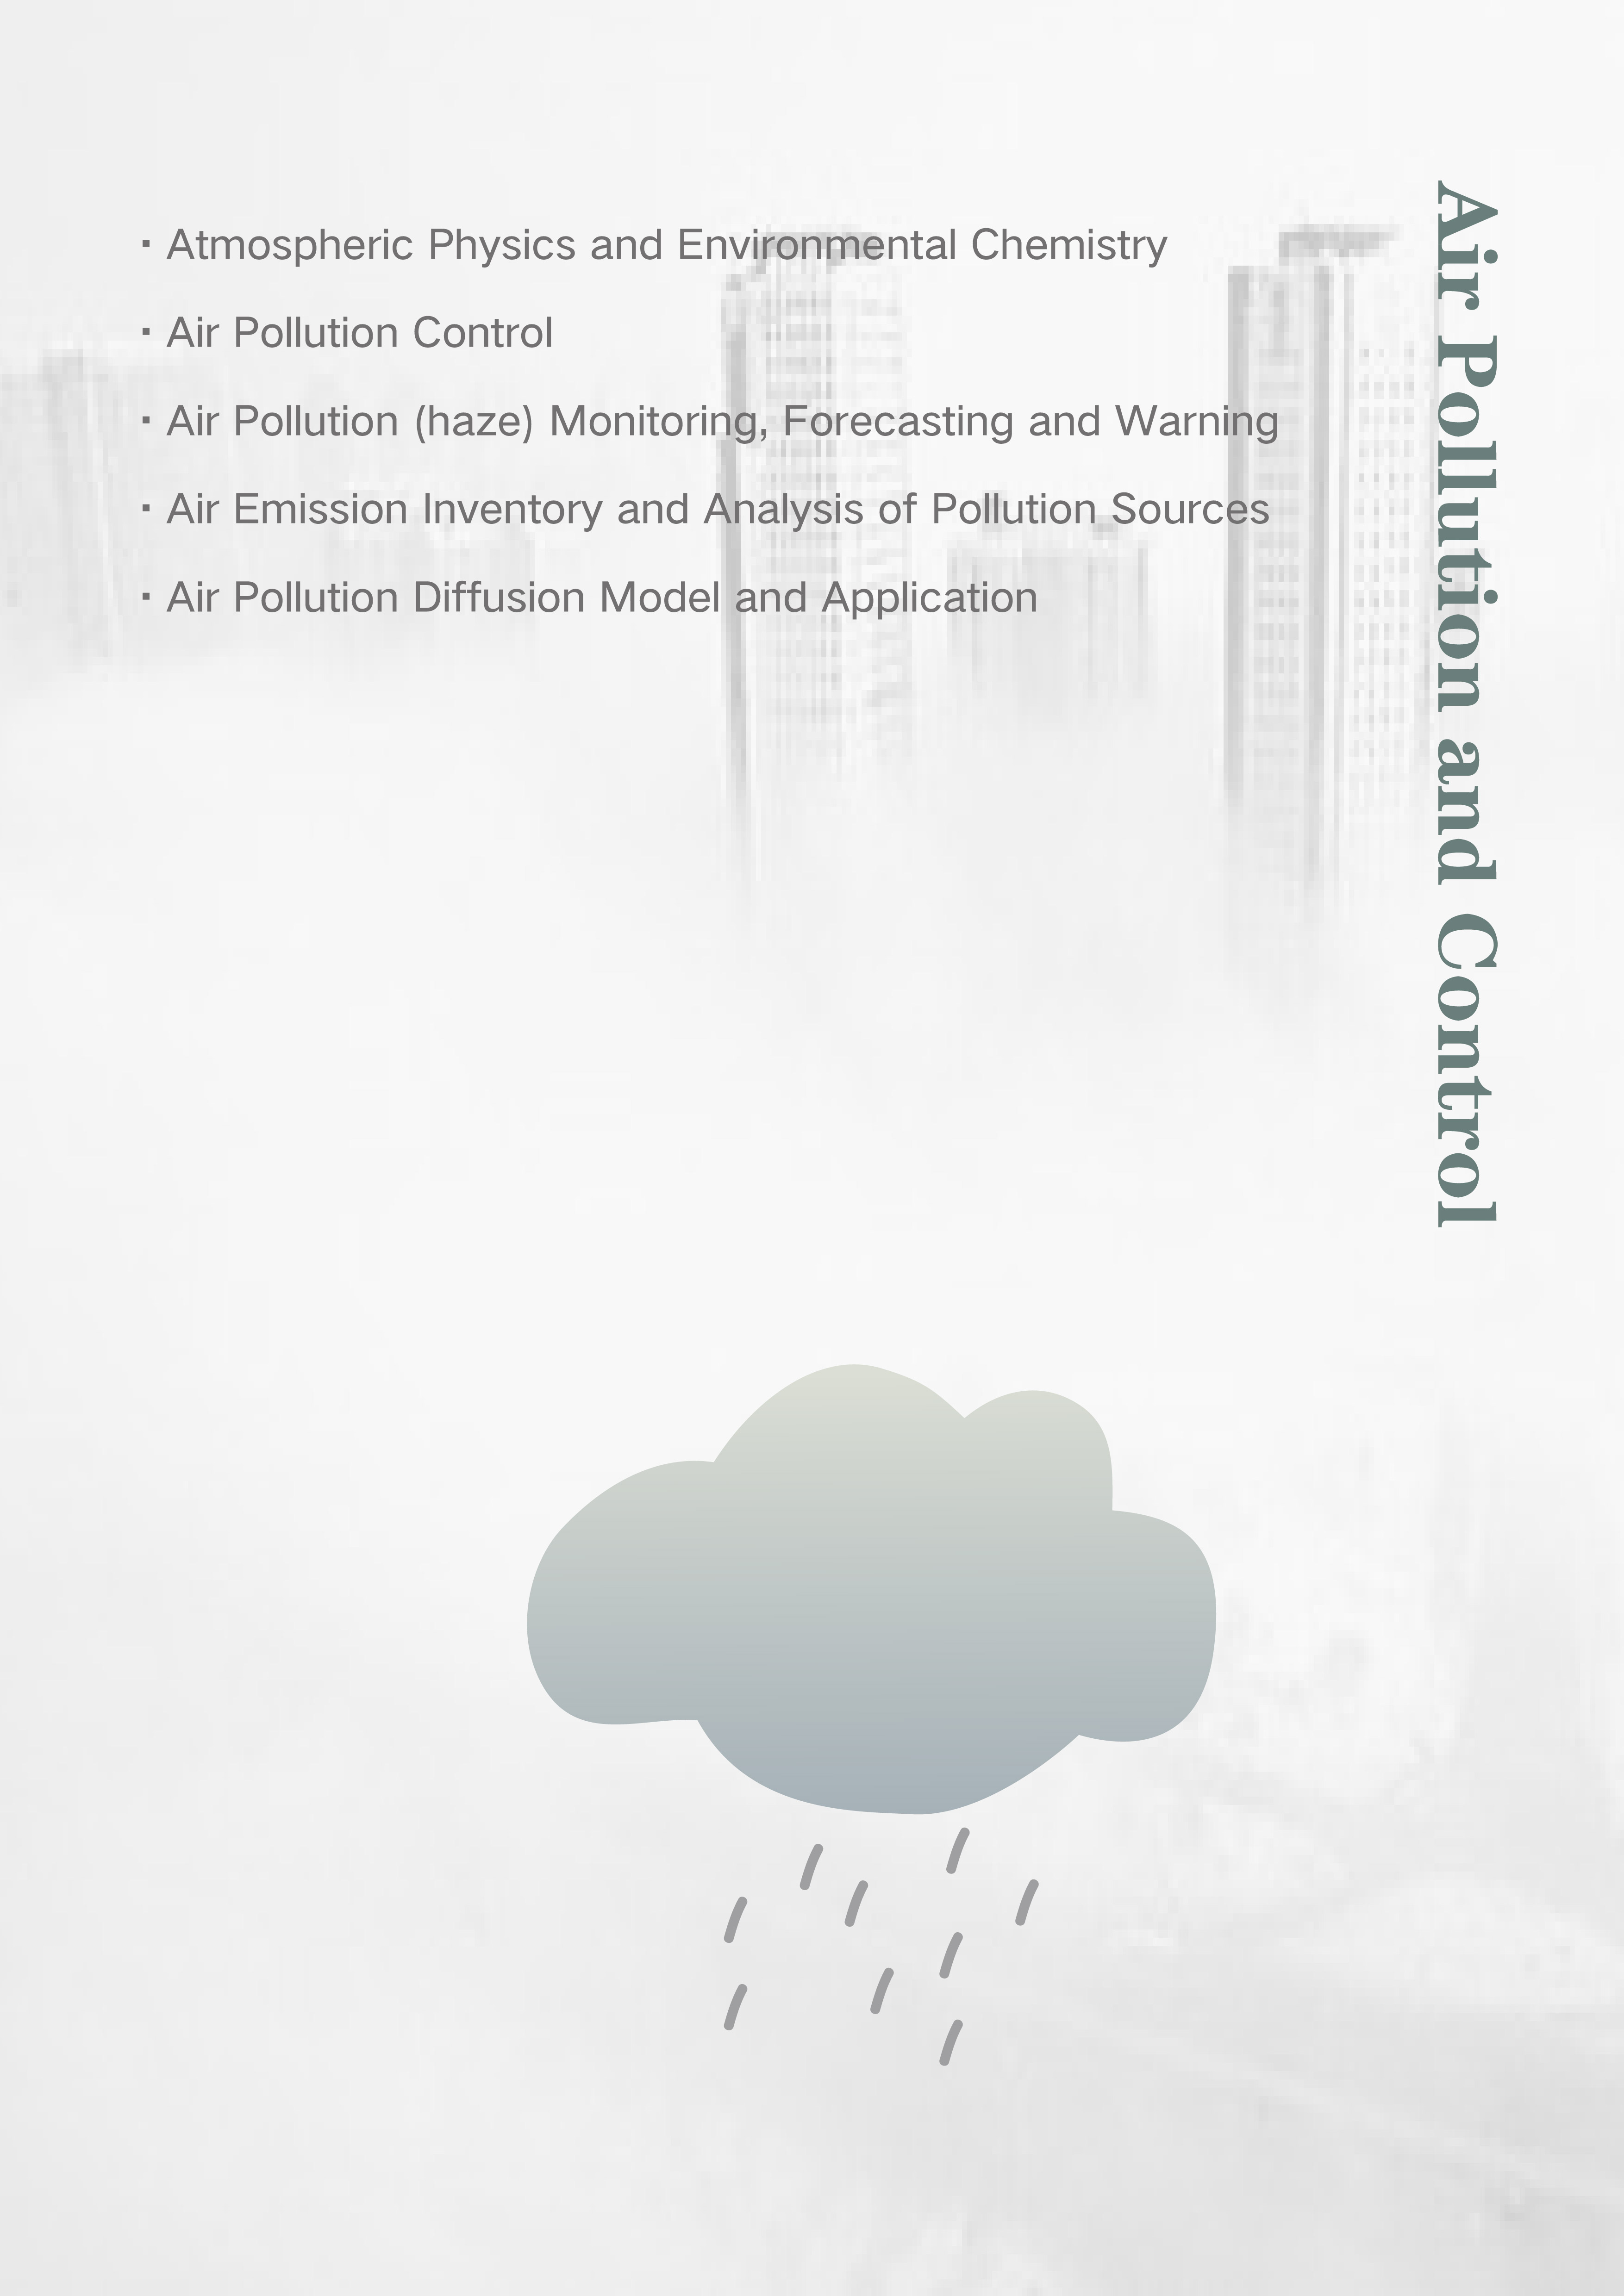 Air Pollution and Control
· Atmospheric Physics and Environmental Chemistry
· Air Pollution Control
· Air Pollution (haze) Monitoring, Forecasting and Warning
· Air Emission Inventory and Analysis of Pollution Sources
· Air Pollution Diffusion Model and Application